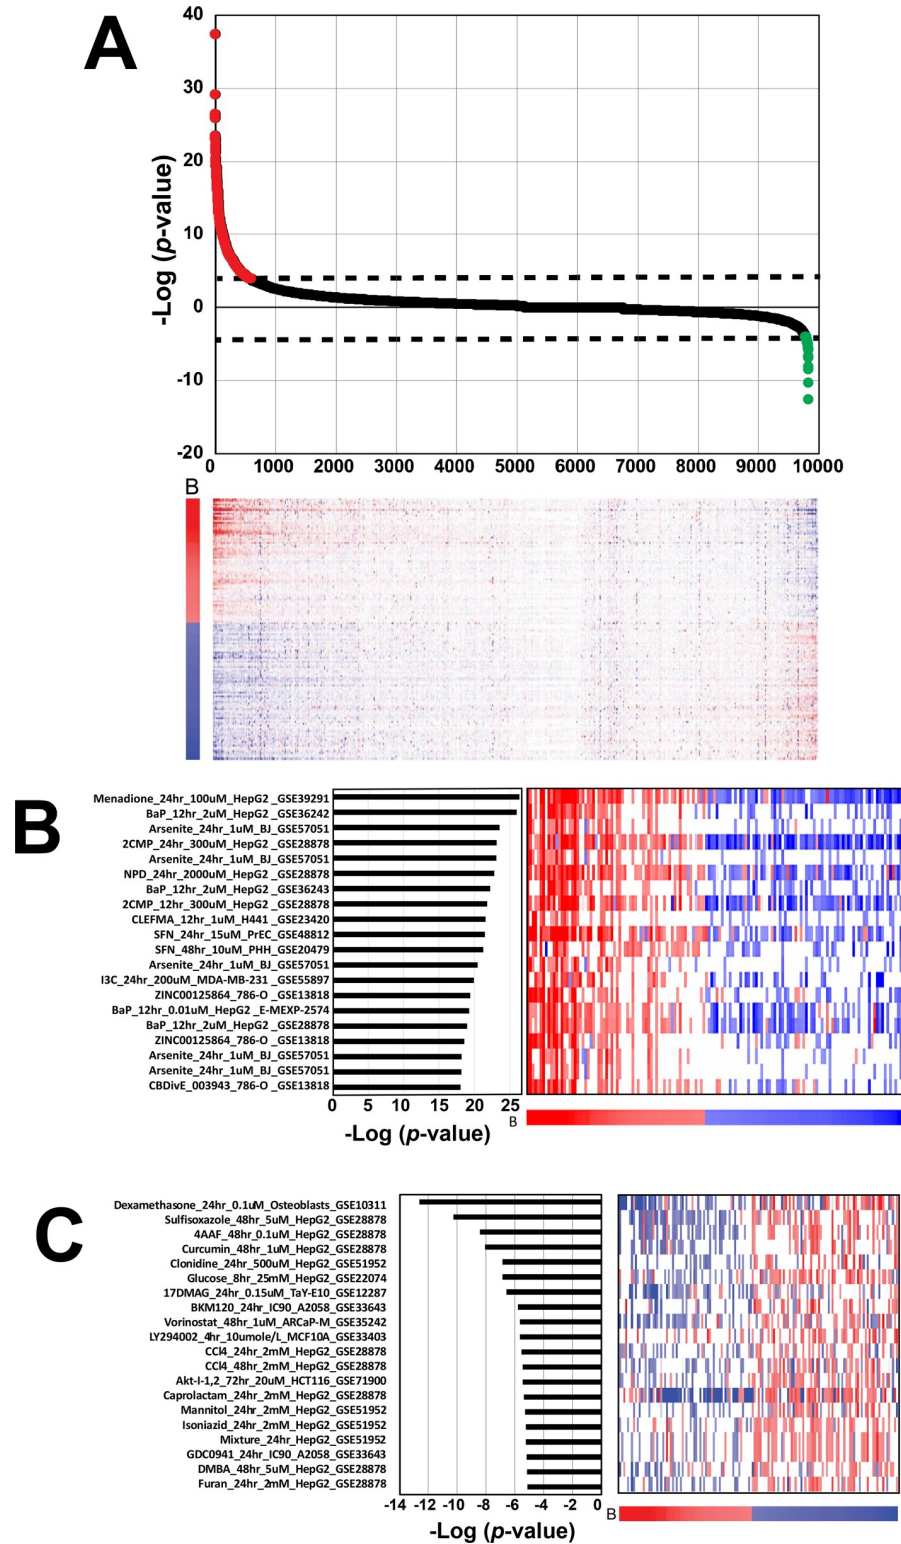 A
40
30
20
10
0
-10
-20
-Log (p-value)
0 1000 2000 3000 4000 5000 6000 7000 8000 9000 10000
B
B
Menadione_24hr_100uM_HepG2 _GSE39291
BaP_12hr_2uM_HepG2 _GSE36242
Arsenite_24hr_1uM_BJ_GSE57051
2CMP_24hr_300uM_HepG2 _GSE28878
Arsenite_24hr_1uM_BJ_GSE57051
NPD_24hr_2000uM_HepG2 _GSE28878
BaP_12hr_2uM_HepG2 _GSE36243
2CMP_12hr_300uM_HepG2 _GSE28878
CLEFMA_12hr_1uM_H441 _GSE23420
SFN_24hr_15uM_PrEC_GSE48812
SFN_48hr_10uM_PHH_GSE20479
Arsenite_24hr_1uM_BJ_GSE57051
I3C_24hr_200uM_MDA-MB-231 _GSE55897
ZINC00125864_786-O _GSE13818
BaP_12hr_0.01uM_HepG2 _E-MEXP-2574
BaP_12hr_2uM_HepG2 _GSE28878
ZINC00125864_786-O _GSE13818
Arsenite_24hr_1uM_BJ_GSE57051
Arsenite_24hr_1uM_BJ_GSE57051
CBDivE_003943_786-O _GSE13818
0 5 10 15 20 25
-Log (p-value)
B
C
Dexamethasone_24hr_0.1uM_Osteoblasts_GSE10311
Sulfisoxazole_48hr_5uM_HepG2_GSE28878
4AAF_48hr_0.1uM_HepG2_GSE28878
Curcumin_48hr_1uM_HepG2_GSE28878
Clonidine_24hr_500uM_HepG2_GSE51952
Glucose_8hr_25mM_HepG2_GSE22074
17DMAG_24hr_0.15uM_TaY-E10_GSE12287
BKM120_24hr_IC90_A2058_GSE33643
Vorinostat_48hr_1uM_ARCaP-M_GSE35242
LY294002_4hr_10umole/L_MCF10A_GSE33403
CCl4_24hr_2mM_HepG2_GSE28878
CCl4_48hr_2mM_HepG2_GSE28878
Akt-I-1,2_72hr_20uM_HCT116_GSE71900
Caprolactam_24hr_2mM_HepG2_GSE28878
Mannitol_24hr_2mM_HepG2_GSE51952
Isoniazid_24hr_2mM_HepG2_GSE51952
Mixture_24hr_HepG2_GSE51952
GDC0941_24hr_IC90_A2058_GSE33643
DMBA_48hr_5uM_HepG2_GSE28878
Furan_24hr_2mM_HepG2_GSE28878
-14 -12 -10 -8 -6 -4 -2 0
-Log (p-value)
B